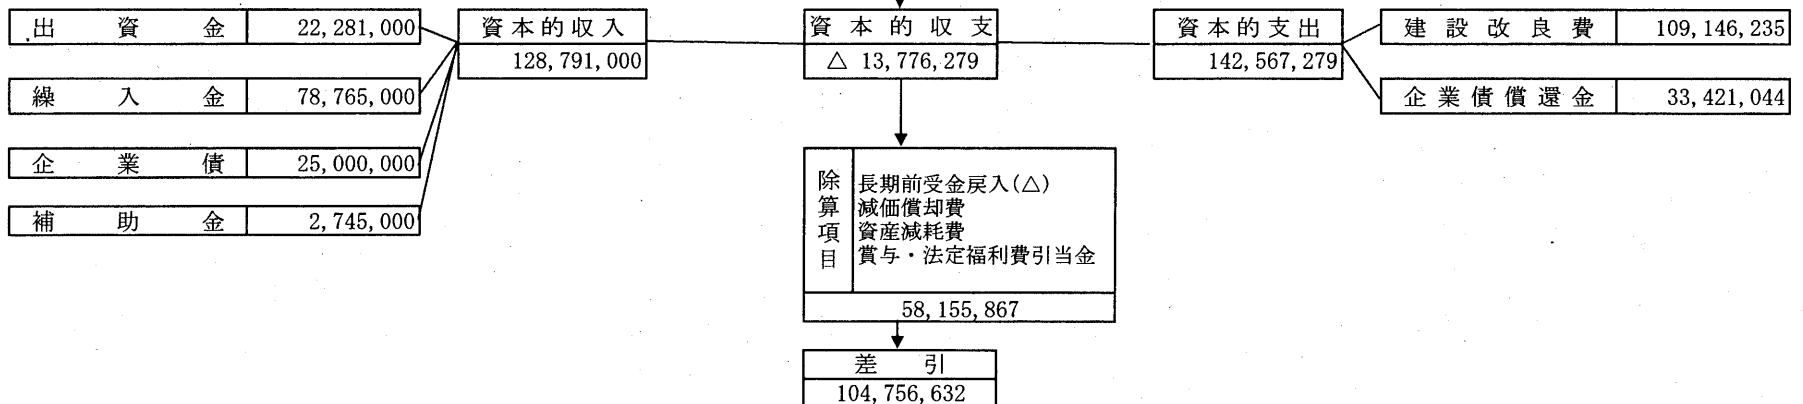 出資金 22,281,000
繰入金 78,765,000
企業債 25,000,000
補助金 2,745,000
資本的収入
128,791,000
資本的収支
△ 13,776,279
資本的支出
142,567,279
建設改良費 109,146,235
企業債償還金 33,421,044
除算項目
長期前受金戻入(△)
減価償却費
資産減耗費
賞与・法定福利費引当金
58,155,867
差引
104,756,632